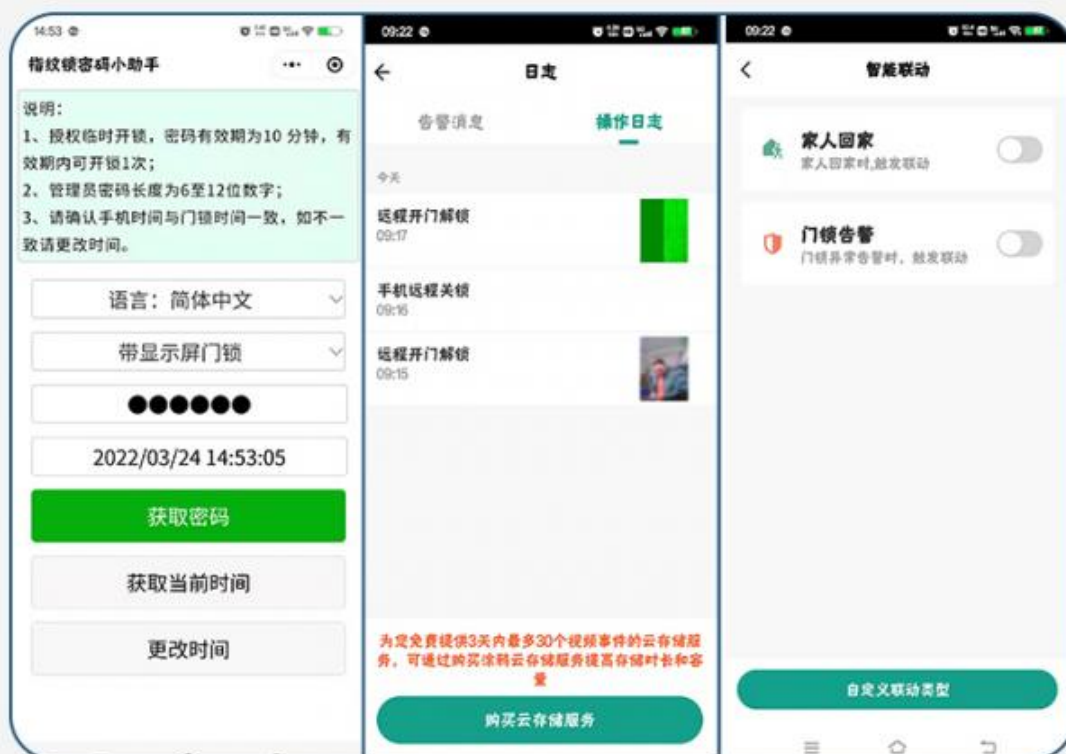 14:53
指纹锁密码小助手
说明：
1、授权临时开锁，密码有效期为10 分钟，有
效期内可开锁1次；
2、管理员密码长度为6至12位数字；
3、请确认手机时间与门锁时间一致，如不一
致请更改时间。
语言：简体中文
带显示屏门锁
●●●●●●
2022/03/24 14:53:05
获取密码
获取当前时间
更改时间
09:22
日志
告警消息
操作日志
今天
远程开门解锁
09:17
手机远程关锁
09:16
远程开门解锁
09:15
为您免费提供3天内最多30个视频事件的云存储服
务，可通过购买涂鸦云存储服务提高存储时长和容
量
购买云存储服务
09:22
智能联动
家人回家
家人回家时,触发联动
门锁告警
门锁异常告警时，触发联动
自定义联动类型